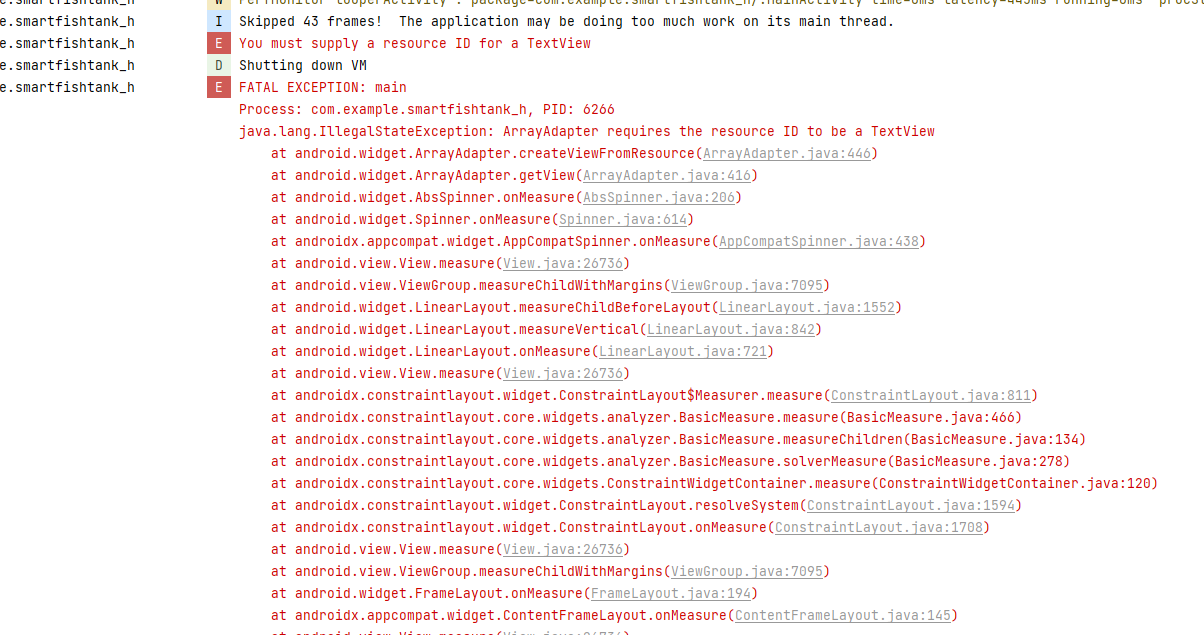 e.smartfishtank_h W PerfMonitor looperActivity : package=com.example.smartfishtank_h/.MainActivity time=0ms latency=443ms running=0ms
e.smartfishtank_h I Skipped 43 frames!  The application may be doing too much work on its main thread.
e.smartfishtank_h E You must supply a resource ID for a TextView
e.smartfishtank_h D Shutting down VM
e.smartfishtank_h E FATAL EXCEPTION: main
Process: com.example.smartfishtank_h, PID: 6266
java.lang.IllegalStateException: ArrayAdapter requires the resource ID to be a TextView
at android.widget.ArrayAdapter.createViewFromResource(ArrayAdapter.java:446)
at android.widget.ArrayAdapter.getView(ArrayAdapter.java:416)
at android.widget.AbsSpinner.onMeasure(AbsSpinner.java:206)
at android.widget.Spinner.onMeasure(Spinner.java:614)
at androidx.appcompat.widget.AppCompatSpinner.onMeasure(AppCompatSpinner.java:438)
at android.view.View.measure(View.java:26736)
at android.view.ViewGroup.measureChildWithMargins(ViewGroup.java:7095)
at android.widget.LinearLayout.measureChildBeforeLayout(LinearLayout.java:1552)
at android.widget.LinearLayout.measureVertical(LinearLayout.java:842)
at android.widget.LinearLayout.onMeasure(LinearLayout.java:721)
at android.view.View.measure(View.java:26736)
at androidx.constraintlayout.widget.ConstraintLayout$Measurer.measure(ConstraintLayout.java:811)
at androidx.constraintlayout.core.widgets.analyzer.BasicMeasure.measure(BasicMeasure.java:466)
at androidx.constraintlayout.core.widgets.analyzer.BasicMeasure.measureChildren(BasicMeasure.java:134)
at androidx.constraintlayout.core.widgets.analyzer.BasicMeasure.solverMeasure(BasicMeasure.java:278)
at androidx.constraintlayout.core.widgets.ConstraintWidgetContainer.measure(ConstraintWidgetContainer.java:120)
at androidx.constraintlayout.widget.ConstraintLayout.resolveSystem(ConstraintLayout.java:1594)
at androidx.constraintlayout.widget.ConstraintLayout.onMeasure(ConstraintLayout.java:1708)
at android.view.View.measure(View.java:26736)
at android.view.ViewGroup.measureChildWithMargins(ViewGroup.java:7095)
at android.widget.FrameLayout.onMeasure(FrameLayout.java:194)
at androidx.appcompat.widget.ContentFrameLayout.onMeasure(ContentFrameLayout.java:145)
at android.view.View.measure(View.java:26736)